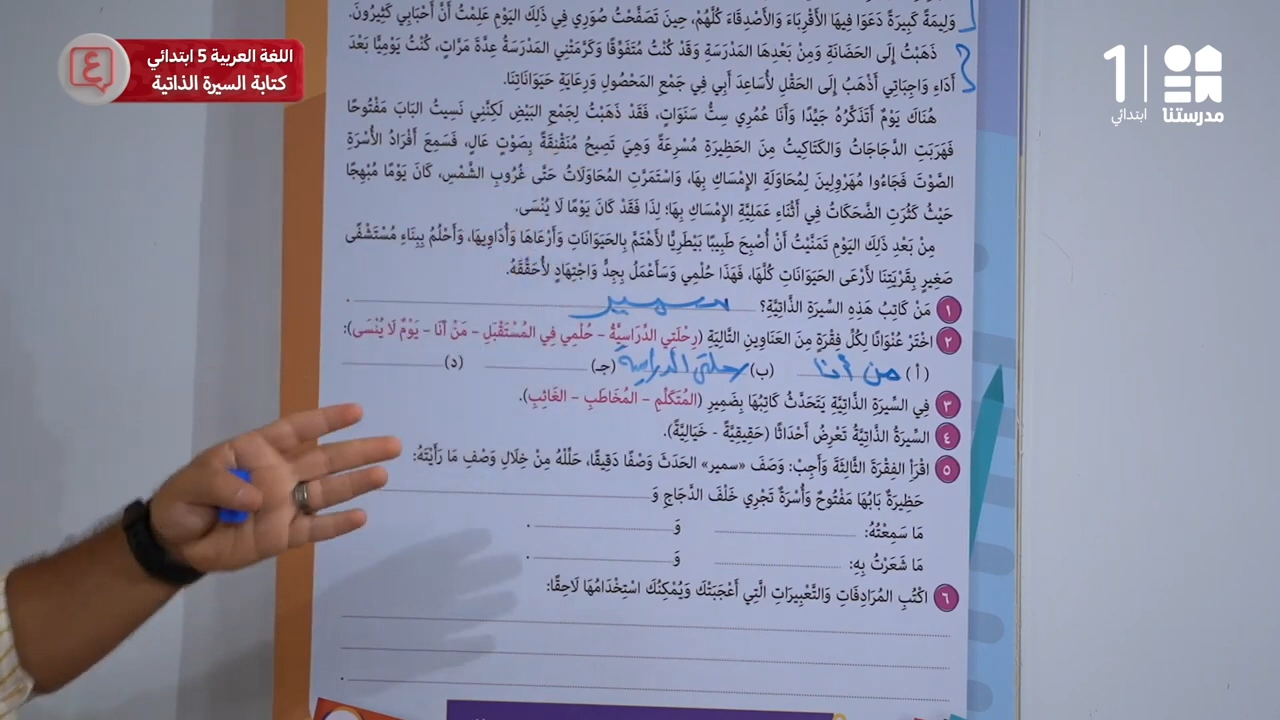 اللغة العربية 5 ابتدائي
كتابة السيرة الذاتية
ع
1
ابتدائي
مدرستنا
وَلِيمَةً كَبِيرَةً دَعَوَا فِيهَا الأَقْرِبَاءَ وَالأَصْدِقَاءَ كُلَّهُمْ، حِينَ تَصَفَّحْتُ صُوَرِي فِي ذَلِكَ اليَوْمِ عَلِمْتُ أَنَّ أَحْبَابِي كَثِيرُونَ.
ذَهَبْتُ إِلَى الحَضَانَةِ وَمِنْ بَعْدِهَا المَدْرَسَةِ وَقَدْ كُنْتُ مُتَفَوِّقًا وَكَرَّمَتْنِي المَدْرَسَةُ عِدَّةَ مَرَّاتٍ، كُنْتُ يَوْمِيًّا بَعْدَ
أَدَاءِ وَاجِبَاتِي أَذْهَبُ إِلَى الحَقْلِ لأُسَاعِدَ أَبِي فِي جَمْعِ المَحْصُولِ وَرِعَايَةِ حَيَوَانَاتِنَا.
هُنَاكَ يَوْمٌ أَتَذَكَّرُهُ جَيِّدًا وَأَنَا عُمُرِي سِتُّ سَنَوَاتٍ، فَقَدْ ذَهَبْتُ لِجَمْعِ البَيْضِ لَكِنَّنِي نَسِيتُ البَابَ مَفْتُوحًا
فَهَرَبَتِ الدَّجَاجَاتُ وَالكَتَاكِيتُ مِنَ الحَظِيرَةِ مُسْرِعَةً وَهِيَ تَصِيحُ مُنَقْنِقَةً بِصَوْتٍ عَالٍ، فَسَمِعَ أَفْرَادُ الأُسْرَةِ
الصَّوْتَ فَجَاءُوا مُهَرْوِلِينَ لِمُحَاوَلَةِ الإِمْسَاكِ بِهَا، وَاسْتَمَرَّتِ المُحَاوَلَاتُ حَتَّى غُرُوبِ الشَّمْسِ، كَانَ يَوْمًا مُبْهِجًا
حَيْثُ كَثُرَتِ الضَّحَكَاتُ فِي أَثْنَاءِ عَمَلِيَّةِ الإِمْسَاكِ بِهَا؛ لِذَا فَقَدْ كَانَ يَوْمًا لَا يُنْسَى.
مِنْ بَعْدِ ذَلِكَ اليَوْمِ تَمَنَّيْتُ أَنْ أُصْبِحَ طَبِيبًا بَيْطَرِيًّا لأَهْتَمَّ بِالحَيَوَانَاتِ وَأَرْعَاهَا وَأُدَاوِيهَا، وَأَحْلُمُ بِبِنَاءِ مُسْتَشْفًى
صَغِيرٍ بِقَرْيَتِنَا لأَرْعَى الحَيَوَانَاتِ كُلَّهَا، فَهَذَا حُلْمِي وَسَأَعْمَلُ بِجِدٍّ وَاجْتِهَادٍ لأُحَقِّقَهُ.
١ مَنْ كَاتِبُ هَذِهِ السِّيرَةِ الذَّاتِيَّةِ؟ سمير .
٢ اخْتَرْ عُنْوَانًا لِكُلِّ فِقْرَةٍ مِنَ العَنَاوِينِ التَّالِيَةِ (رِحْلَتِي الدِّرَاسِيَّةُ – حُلْمِي فِي المُسْتَقْبَلِ – مَنْ أَنَا – يَوْمٌ لَا يُنْسَى):
(أ) من أنا (ب) رحلتي الدراسية (جـ) (د) .
٣ فِي السِّيرَةِ الذَّاتِيَّةِ يَتَحَدَّثُ كَاتِبُهَا بِضَمِيرِ (المُتَكَلِّمِ – المُخَاطَبِ – الغَائِبِ).
٤ السِّيرَةُ الذَّاتِيَّةُ تَعْرِضُ أَحْدَاثًا (حَقِيقِيَّةً - خَيَالِيَّةً).
٥ اقْرَأِ الفِقْرَةَ الثَّالِثَةَ وَأَجِبْ: وَصَفَ «سمير» الحَدَثَ وَصْفًا دَقِيقًا، حَلِّلْهُ مِنْ خِلَالِ وَصْفِ مَا رَأَيْتَهُ:
حَظِيرَةٌ بَابُهَا مَفْتُوحٌ وَأُسْرَةٌ تَجْرِي خَلْفَ الدَّجَاجِ وَ
مَا سَمِعْتُهُ: وَ .
مَا شَعَرْتُ بِهِ: وَ .
٦ اكْتُبِ المُرَادِفَاتِ وَالتَّعْبِيرَاتِ الَّتِي أَعْجَبَتْكَ وَيُمْكِنُكَ اسْتِخْدَامُهَا لَاحِقًا: